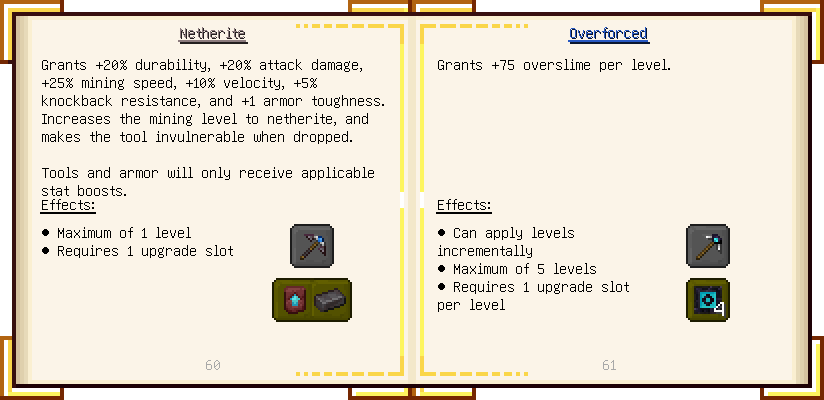 Netherite
Grants +20% durability, +20% attack damage,
+25% mining speed, +10% velocity, +5%
knockback resistance, and +1 armor toughness.
Increases the mining level to netherite, and
makes the tool invulnerable when dropped.
Tools and armor will only receive applicable
stat boosts.
Effects:
● Maximum of 1 level
● Requires 1 upgrade slot
60
Overforced
Grants +75 overslime per level.
Effects:
● Can apply levels
incrementally
● Maximum of 5 levels
● Requires 1 upgrade slot
per level
4
61